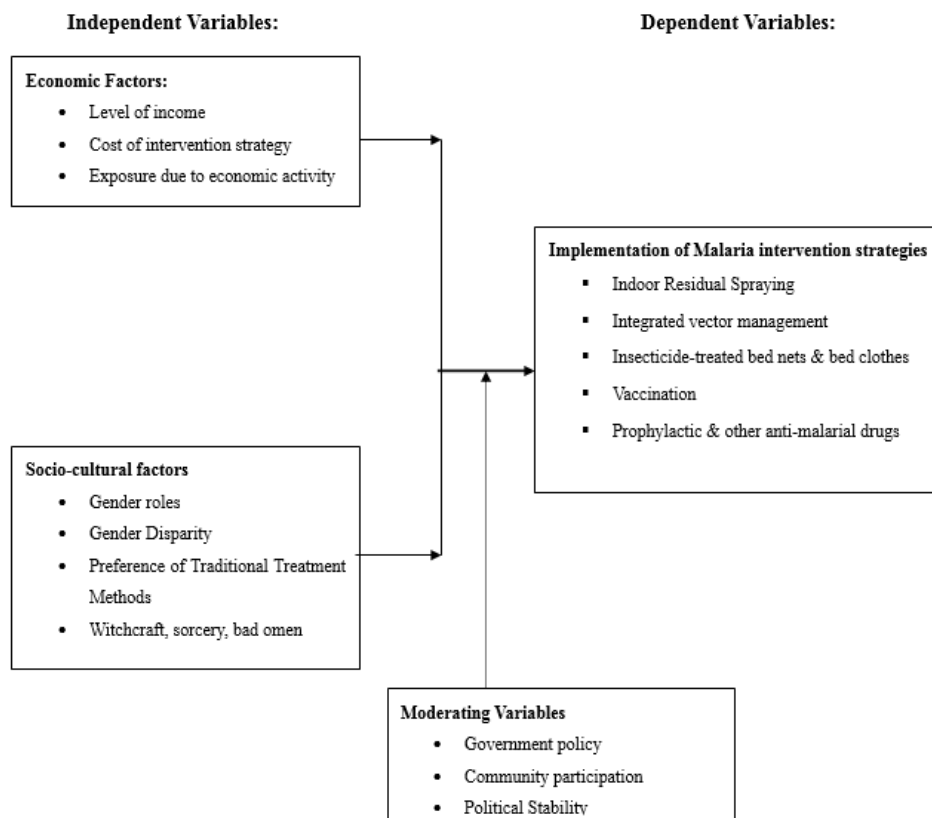 Independent Variables:
Dependent Variables:
Economic Factors:
• Level of income
• Cost of intervention strategy
• Exposure due to economic activity
Implementation of Malaria intervention strategies
▪ Indoor Residual Spraying
▪ Integrated vector management
▪ Insecticide-treated bed nets & bed clothes
▪ Vaccination
▪ Prophylactic & other anti-malarial drugs
Socio-cultural factors
• Gender roles
• Gender Disparity
• Preference of Traditional Treatment
Methods
• Witchcraft, sorcery, bad omen
Moderating Variables
• Government policy
• Community participation
• Political Stability